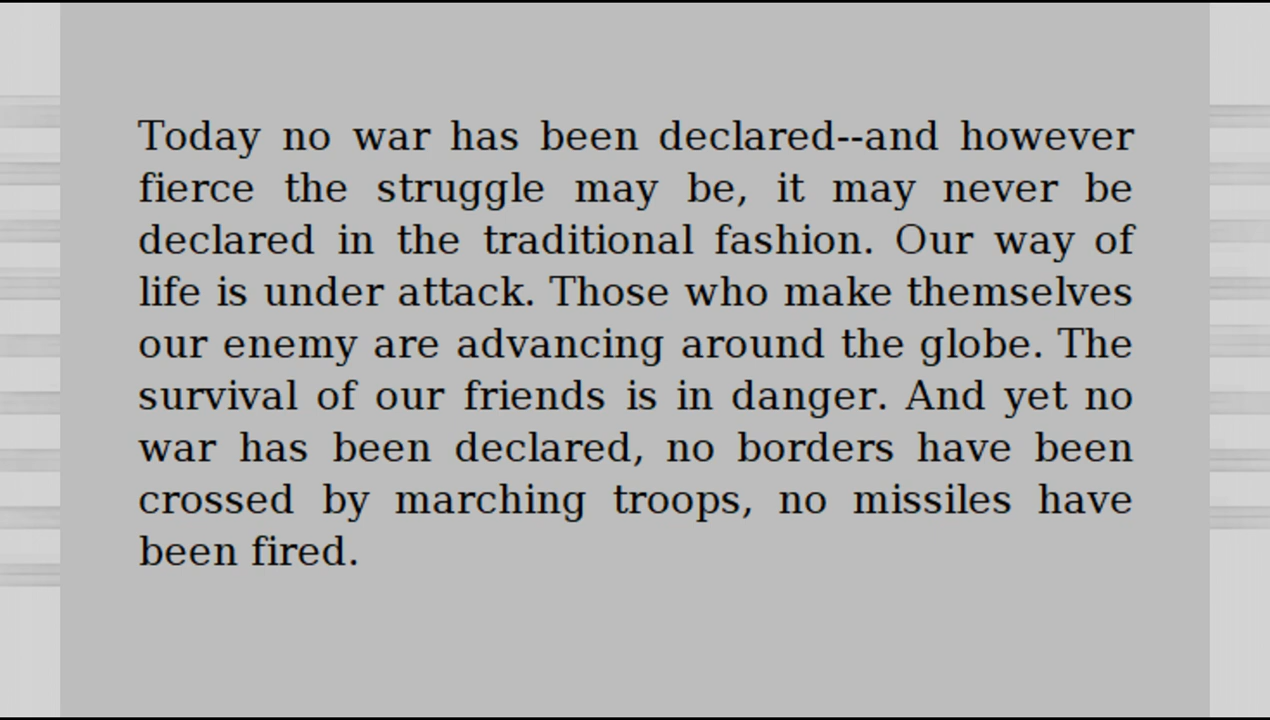 Today no war has been declared--and however
fierce the struggle may be, it may never be
declared in the traditional fashion. Our way of
life is under attack. Those who make themselves
our enemy are advancing around the globe. The
survival of our friends is in danger. And yet no
war has been declared, no borders have been
crossed by marching troops, no missiles have
been fired.